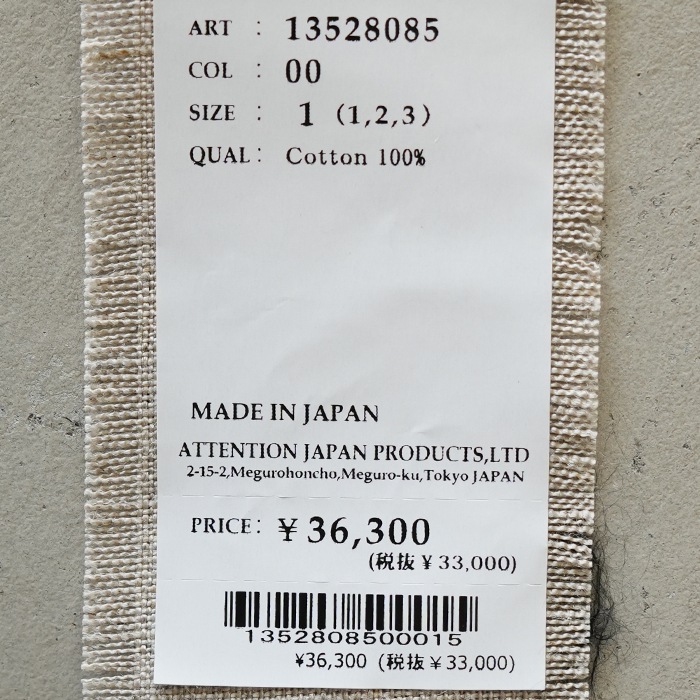 ART : 13528085
COL : 00
SIZE : 1 (1,2,3)
QUAL: Cotton 100%
MADE IN JAPAN
ATTENTION JAPAN PRODUCTS,LTD
2-15-2,Megurohoncho,Meguro-ku,Tokyo JAPAN
PRICE: ¥36,300
(税抜¥33,000)
1352808500015
¥36,300 (税抜¥33,000)